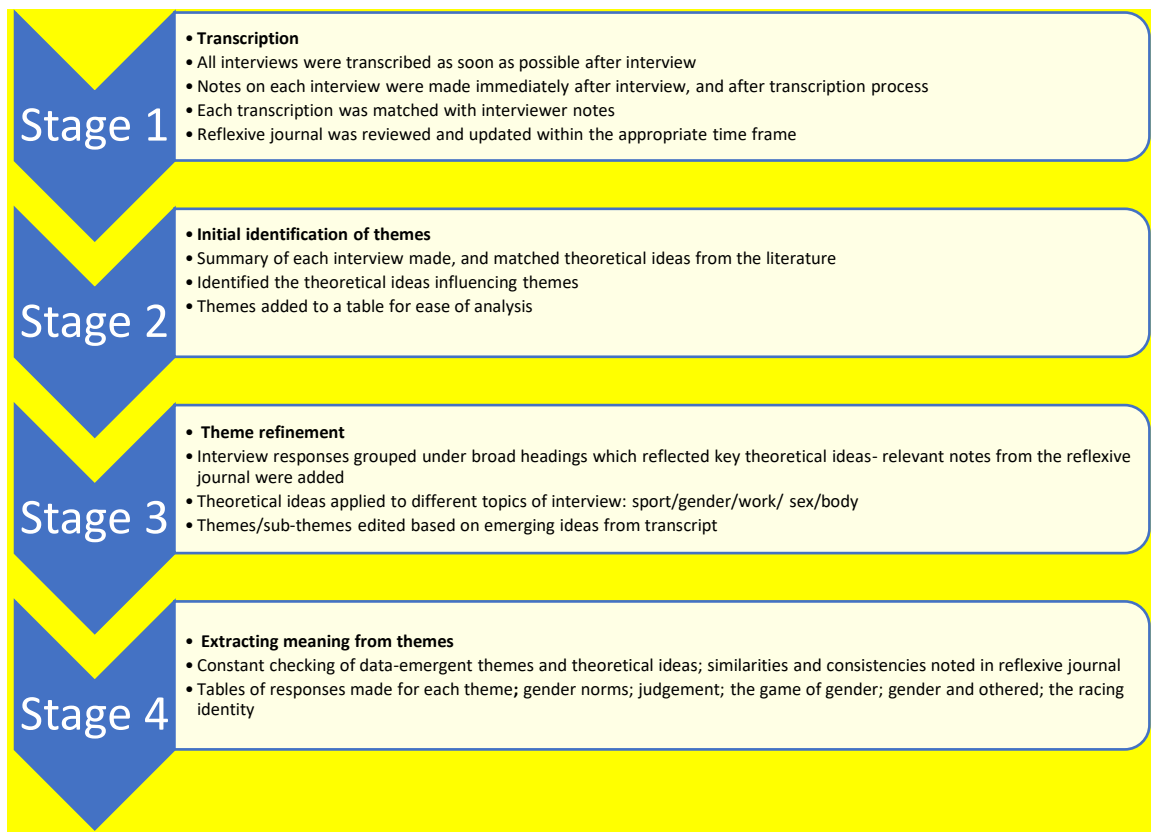 Stage 1
• Transcription
• All interviews were transcribed as soon as possible after interview
• Notes on each interview were made immediately after interview, and after transcription process
• Each transcription was matched with interviewer notes
• Reflexive journal was reviewed and updated within the appropriate time frame
Stage 2
• Initial identification of themes
• Summary of each interview made, and matched theoretical ideas from the literature
• Identified the theoretical ideas influencing themes
• Themes added to a table for ease of analysis
Stage 3
• Theme refinement
• Interview responses grouped under broad headings which reflected key theoretical ideas- relevant notes from the reflexive
journal were added
• Theoretical ideas applied to different topics of interview: sport/gender/work/ sex/body
• Themes/sub-themes edited based on emerging ideas from transcript
Stage 4
• Extracting meaning from themes
• Constant checking of data-emergent themes and theoretical ideas; similarities and consistencies noted in reflexive journal
• Tables of responses made for each theme; gender norms; judgement; the game of gender; gender and othered; the racing
identity